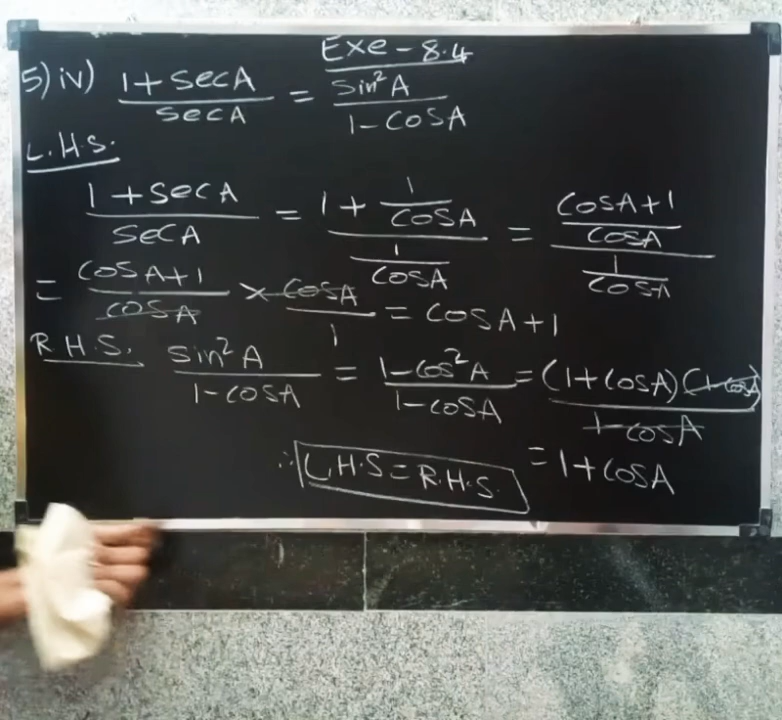 Exe-8.4
5) iv) (1+secA)/(secA) = (sin²A)/(1-cosA)
L.H.S.
(1+secA)/(secA) = (1+1/cosA)/(1/cosA) = ((cosA+1)/cosA)/(1/cosA)
= (cosA+1)/(cosA) × cosA/1 = cosA+1
R.H.S. (sin²A)/(1-cosA) = (1-cos²A)/(1-cosA) = (1+cosA)(1-cosA)/(1-cosA)
= 1+cosA
∴ L.H.S = R.H.S.